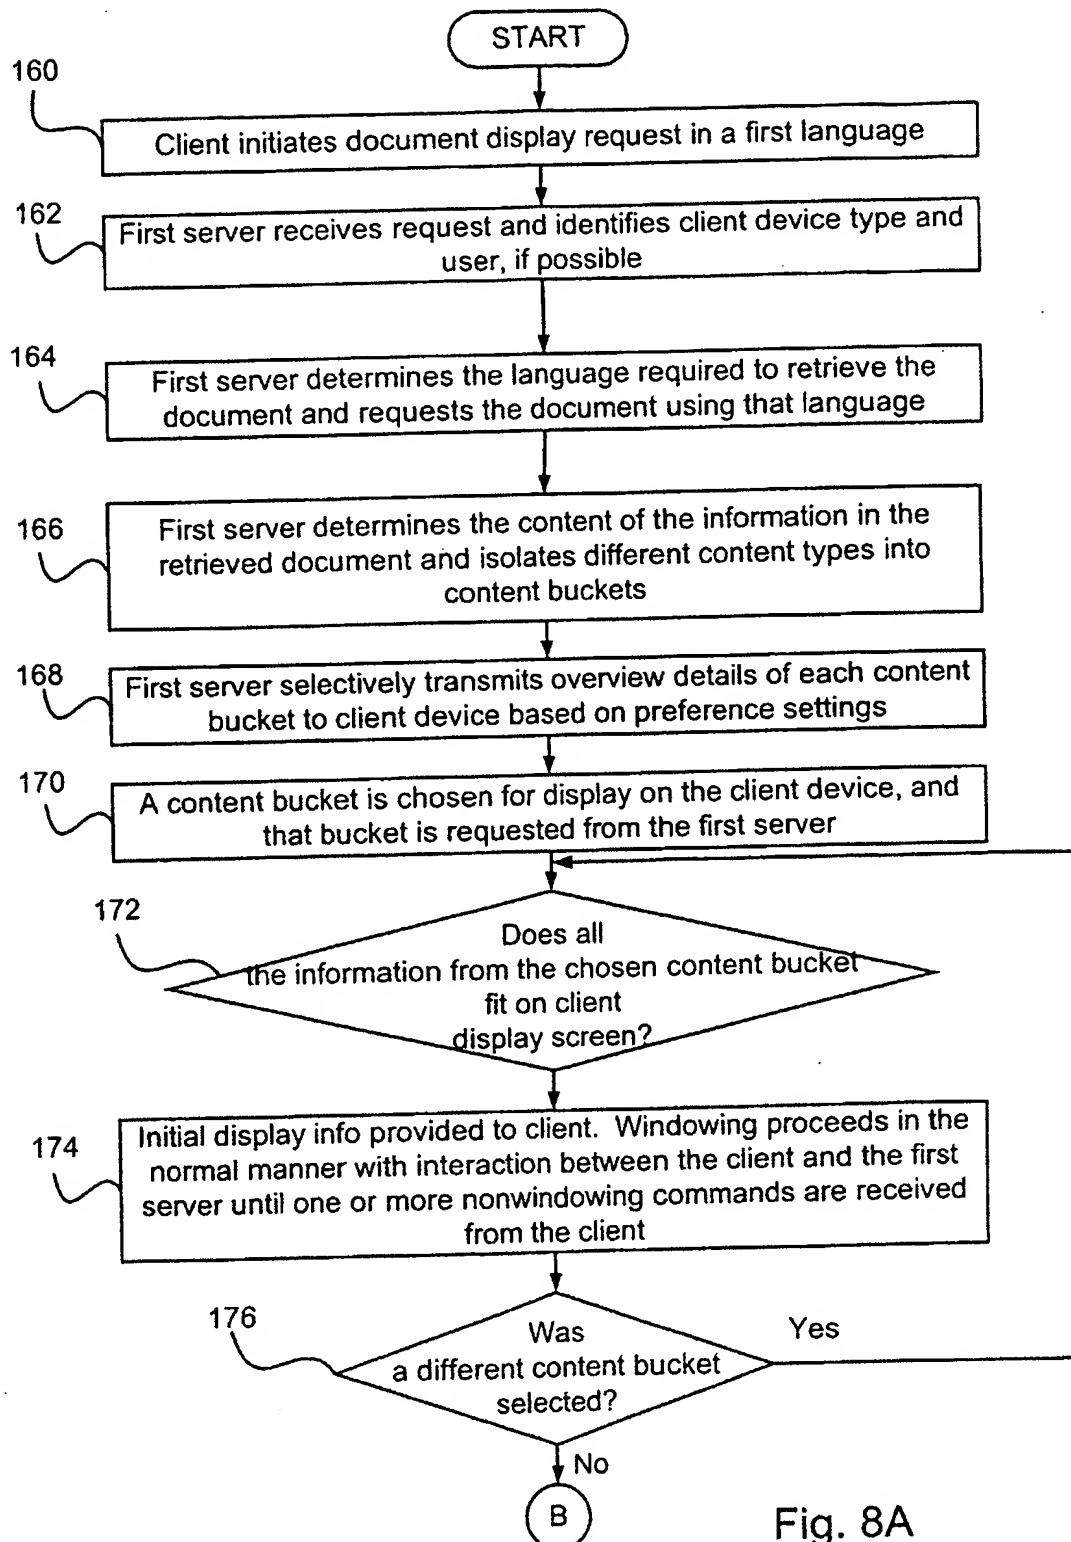 START
160
Client initiates document display request in a first language
162
First server receives request and identifies client device type and
user, if possible
164
First server determines the language required to retrieve the
document and requests the document using that language
166
First server determines the content of the information in the
retrieved document and isolates different content types into
content buckets
168
First server selectively transmits overview details of each content
bucket to client device based on preference settings
170
A content bucket is chosen for display on the client device, and
that bucket is requested from the first server
172
Does all
the information from the chosen content bucket
fit on client
display screen?
174
Initial display info provided to client. Windowing proceeds in the
normal manner with interaction between the client and the first
server until one or more nonwindowing commands are received
from the client
176
Was
a different content bucket
selected?
Yes
No
B
Fig. 8A